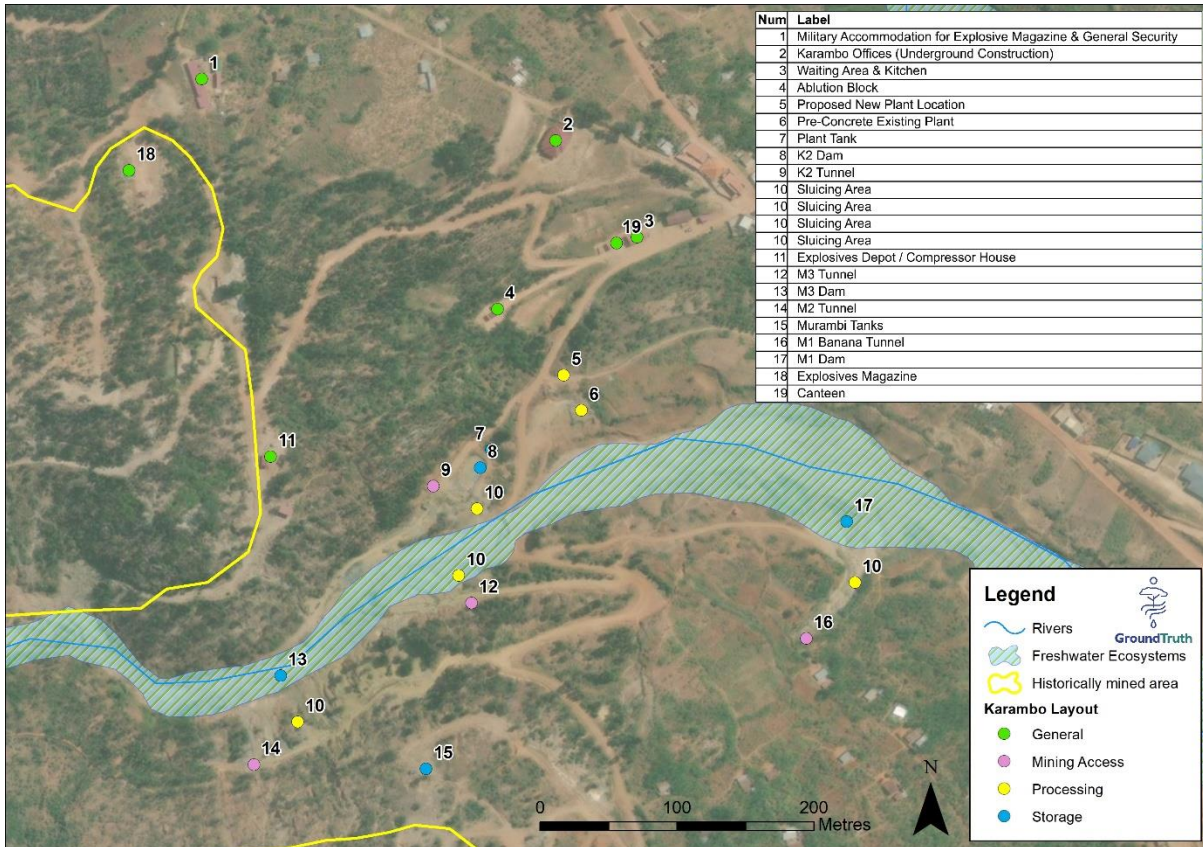 Num Label
1 Military Accommodation for Explosive Magazine & General Security
2 Karambo Offices (Underground Construction)
3 Waiting Area & Kitchen
4 Ablution Block
5 Proposed New Plant Location
6 Pre-Concrete Existing Plant
7 Plant Tank
8 K2 Dam
9 K2 Tunnel
10 Sluicing Area
10 Sluicing Area
10 Sluicing Area
10 Sluicing Area
11 Explosives Depot / Compressor House
12 M3 Tunnel
13 M3 Dam
14 M2 Tunnel
15 Murambi Tanks
16 M1 Banana Tunnel
17 M1 Dam
18 Explosives Magazine
19 Canteen
1
2
18
19 3
4
5
6
7
8
9
11
10
17
10
10
12
16
13
10
14
15
N
0 100 200
Metres
Legend
GroundTruth
Rivers
Freshwater Ecosystems
Historically mined area
Karambo Layout
General
Mining Access
Processing
Storage